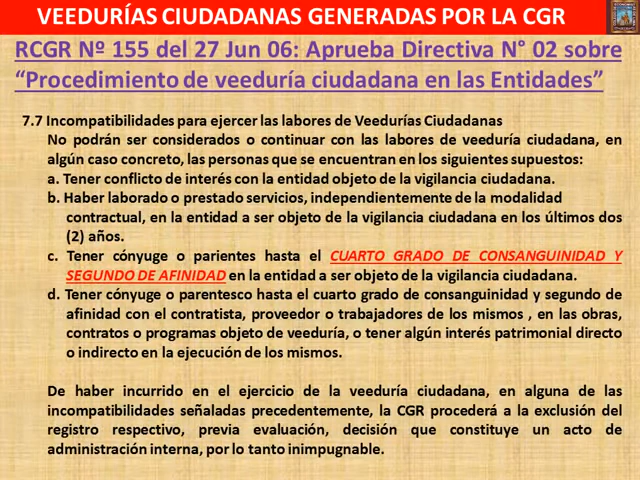 VEEDURÍAS CIUDADANAS GENERADAS POR LA CGR
RCGR Nº 155 del 27 Jun 06: Aprueba Directiva N° 02 sobre
“Procedimiento de veeduría ciudadana en las Entidades”
7.7 Incompatibilidades para ejercer las labores de Veedurías Ciudadanas
No podrán ser considerados o continuar con las labores de veeduría ciudadana, en
algún caso concreto, las personas que se encuentran en los siguientes supuestos:
a. Tener conflicto de interés con la entidad objeto de la vigilancia ciudadana.
b. Haber laborado o prestado servicios, independientemente de la modalidad
contractual, en la entidad a ser objeto de la vigilancia ciudadana en los últimos dos
(2) años.
c. Tener cónyuge o parientes hasta el CUARTO GRADO DE CONSANGUINIDAD Y
SEGUNDO DE AFINIDAD en la entidad a ser objeto de la vigilancia ciudadana.
d. Tener cónyuge o parentesco hasta el cuarto grado de consanguinidad y segundo de
afinidad con el contratista, proveedor o trabajadores de los mismos , en las obras,
contratos o programas objeto de veeduría, o tener algún interés patrimonial directo
o indirecto en la ejecución de los mismos.
De haber incurrido en el ejercicio de la veeduría ciudadana, en alguna de las
incompatibilidades señaladas precedentemente, la CGR procederá a la exclusión del
registro respectivo, previa evaluación, decisión que constituye un acto de
administración interna, por lo tanto inimpugnable.